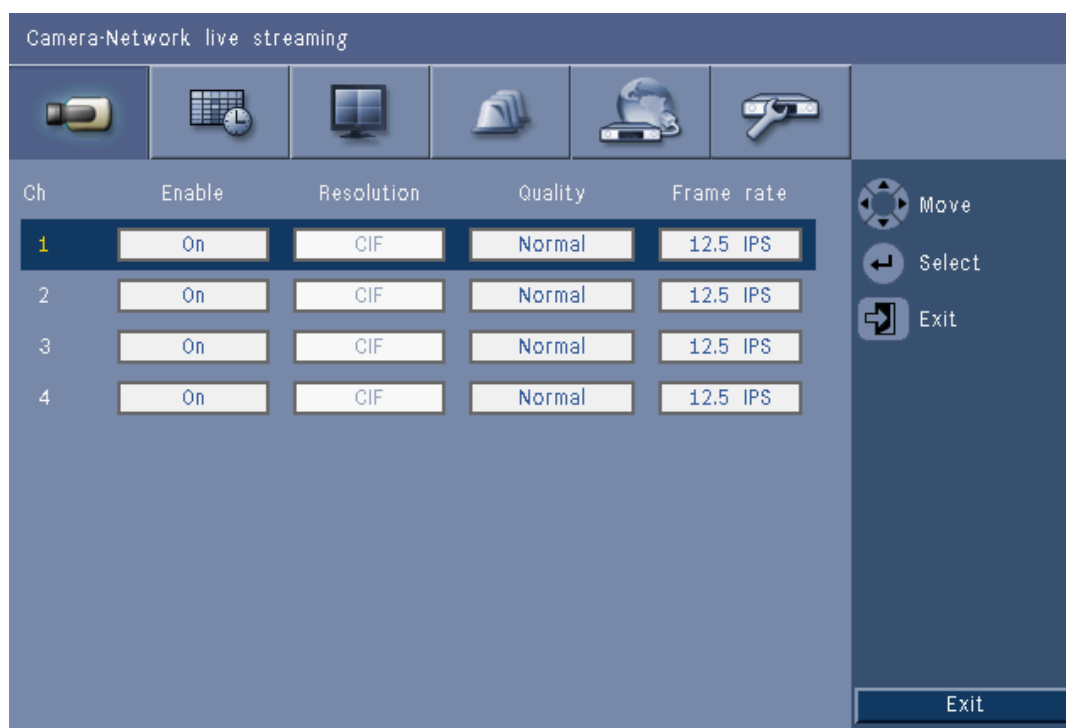 Camera-Network live streaming
Ch Enable Resolution Quality Frame rate
1 On CIF Normal 12.5 IPS
2 On CIF Normal 12.5 IPS
3 On CIF Normal 12.5 IPS
4 On CIF Normal 12.5 IPS
Move
Select
Exit
Exit